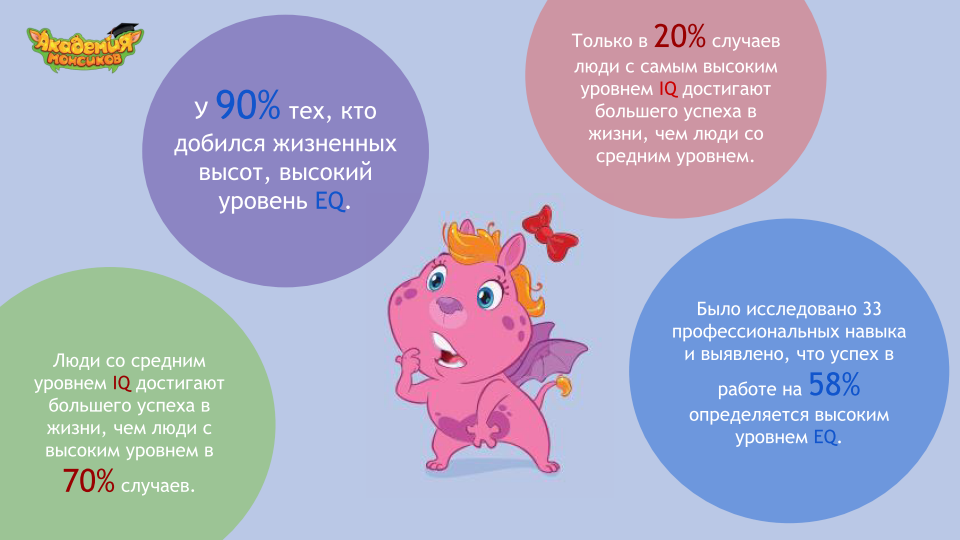 Академия
монсиков
У 90% тех, кто
добился жизненных
высот, высокий
уровень EQ.
Только в 20% случаев
люди с самым высоким
уровнем IQ достигают
большего успеха в
жизни, чем люди со
средним уровнем.
Люди со средним
уровнем IQ достигают
большего успеха в
жизни, чем люди с
высоким уровнем в
70% случаев.
Было исследовано 33
профессиональных навыка
и выявлено, что успех в
работе на 58%
определяется высоким
уровнем EQ.